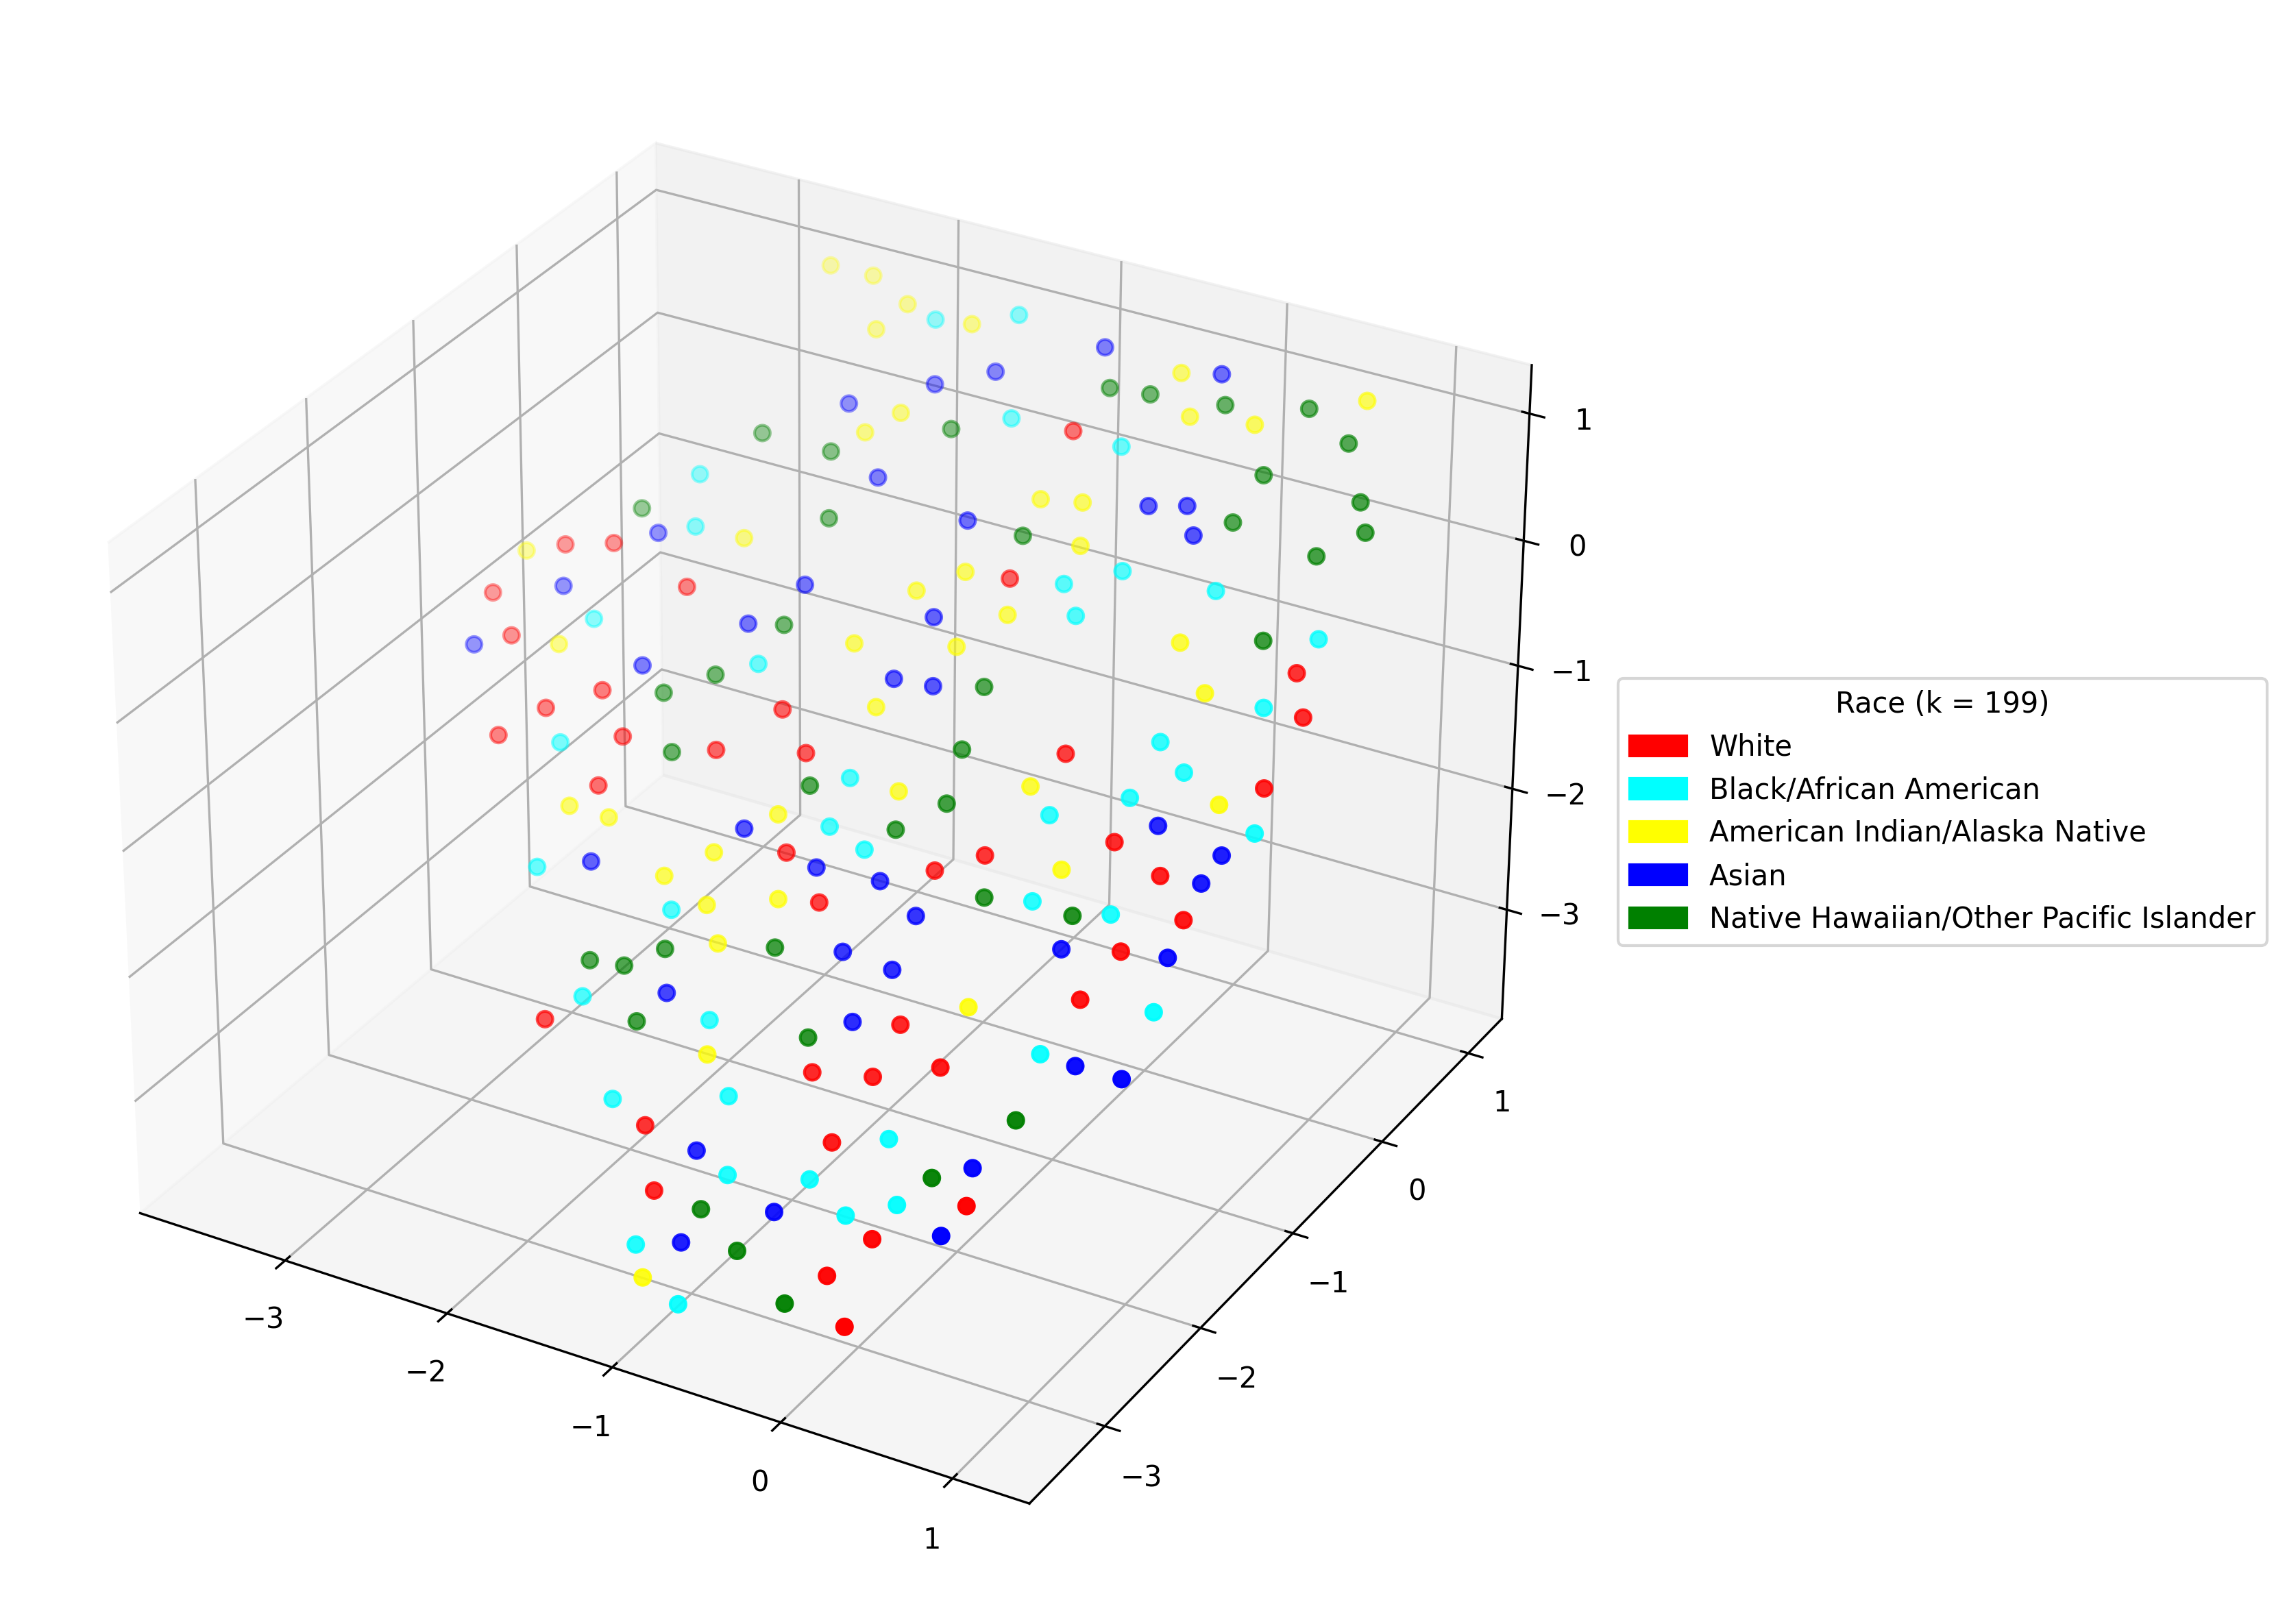 1
0
−1
−2
−3
Race (k = 199)
White
Black/African American
American Indian/Alaska Native
Asian
Native Hawaiian/Other Pacific Islander
1
0
−1
−2
−3
−3
−2
−1
0
1